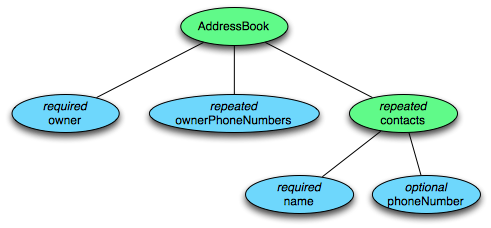 AddressBook
required
owner
repeated
ownerPhoneNumbers
repeated
contacts
required
name
optional
phoneNumber